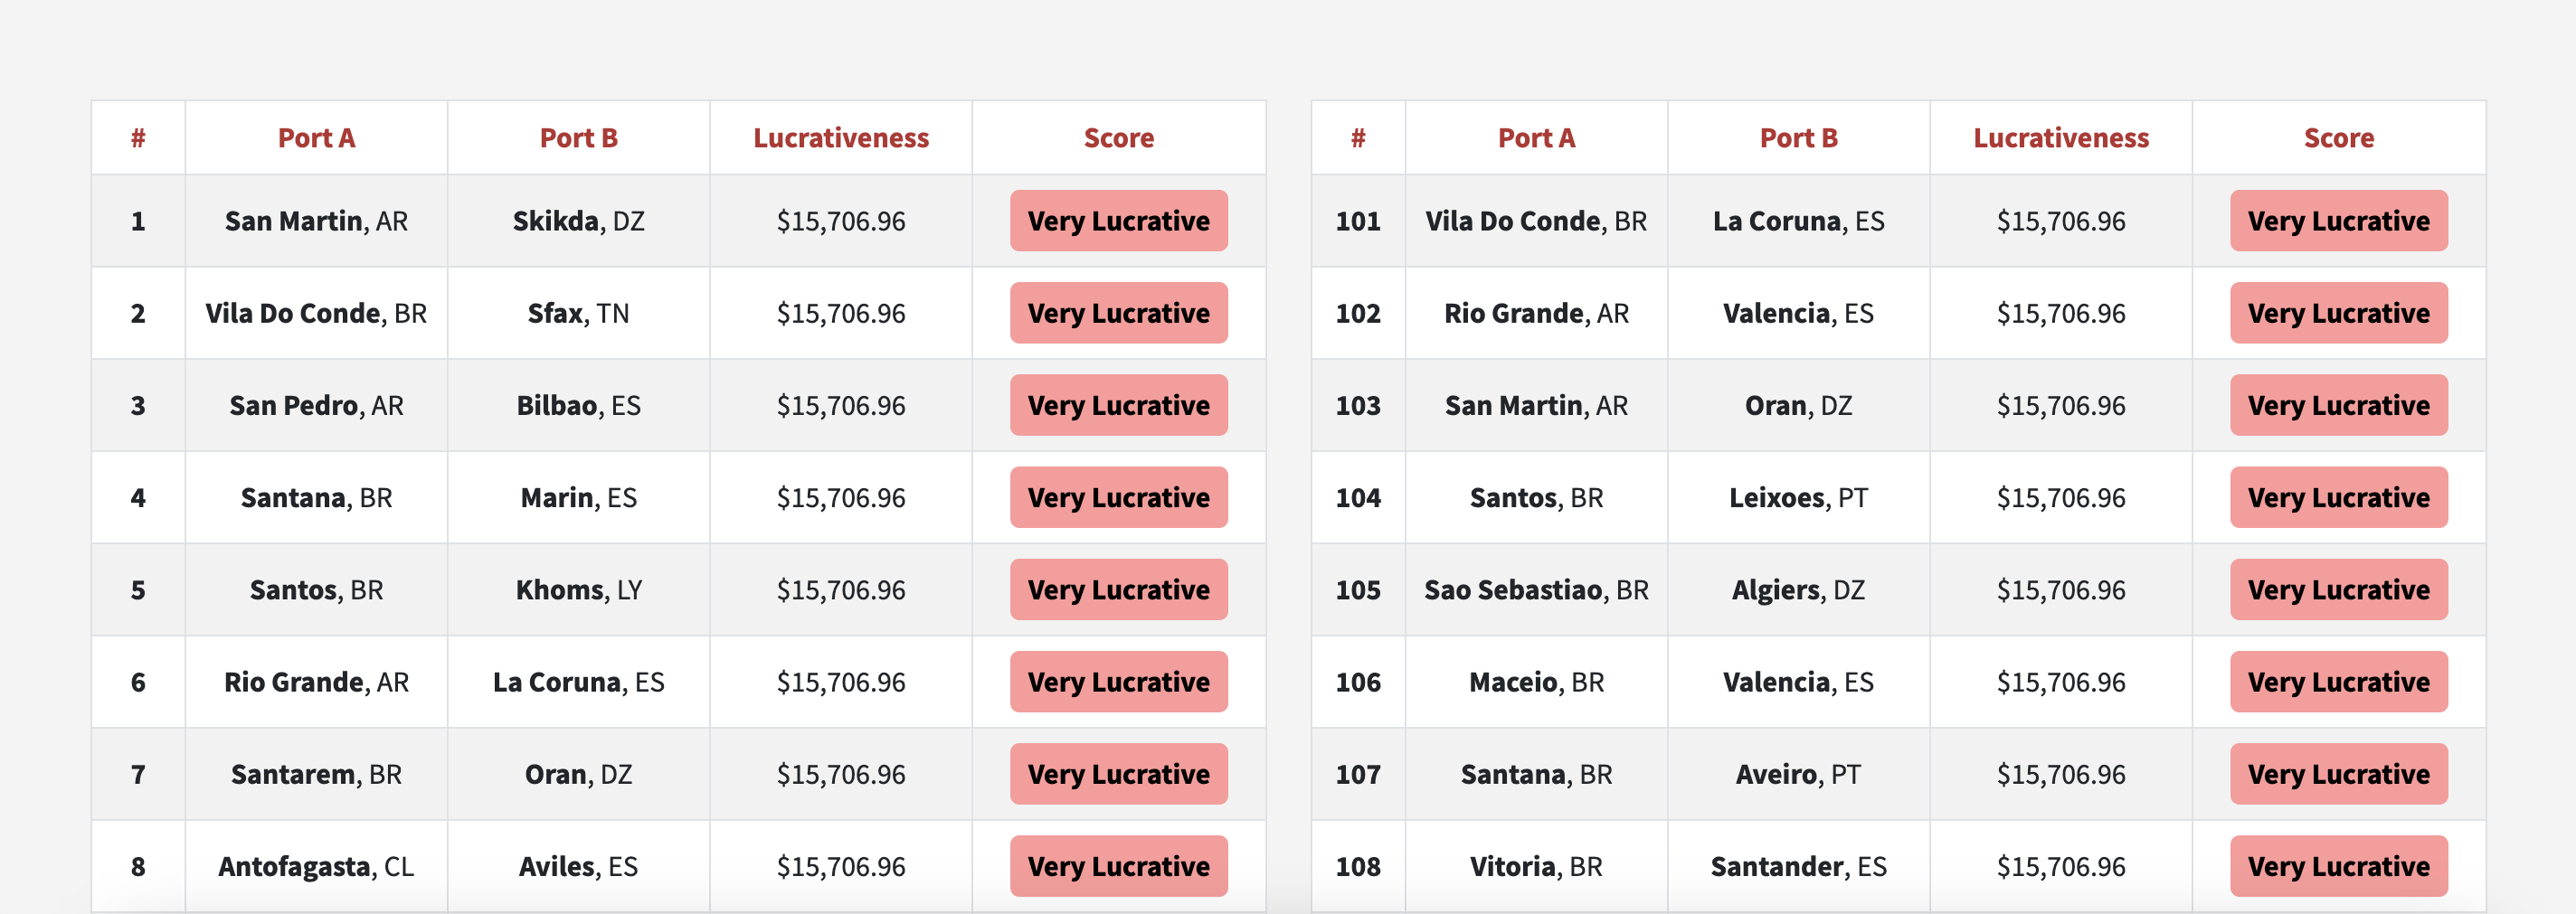 # Port A Port B Lucrativeness Score
1 San Martin, AR Skikda, DZ $15,706.96 Very Lucrative
2 Vila Do Conde, BR Sfax, TN $15,706.96 Very Lucrative
3 San Pedro, AR Bilbao, ES $15,706.96 Very Lucrative
4 Santana, BR Marin, ES $15,706.96 Very Lucrative
5 Santos, BR Khoms, LY $15,706.96 Very Lucrative
6 Rio Grande, AR La Coruna, ES $15,706.96 Very Lucrative
7 Santarem, BR Oran, DZ $15,706.96 Very Lucrative
8 Antofagasta, CL Aviles, ES $15,706.96 Very Lucrative
# Port A Port B Lucrativeness Score
101 Vila Do Conde, BR La Coruna, ES $15,706.96 Very Lucrative
102 Rio Grande, AR Valencia, ES $15,706.96 Very Lucrative
103 San Martin, AR Oran, DZ $15,706.96 Very Lucrative
104 Santos, BR Leixoes, PT $15,706.96 Very Lucrative
105 Sao Sebastiao, BR Algiers, DZ $15,706.96 Very Lucrative
106 Maceio, BR Valencia, ES $15,706.96 Very Lucrative
107 Santana, BR Aveiro, PT $15,706.96 Very Lucrative
108 Vitoria, BR Santander, ES $15,706.96 Very Lucrative